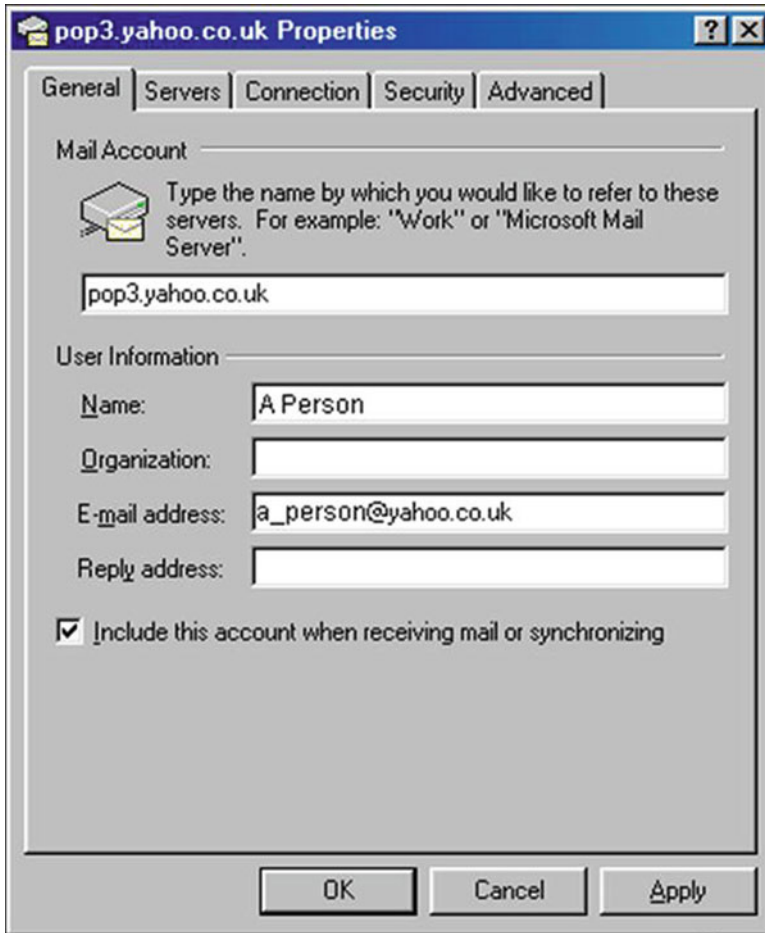 pop3.yahoo.co.uk Properties
General Servers Connection Security Advanced
Mail Account
Type the name by which you would like to refer to these
servers. For example: "Work" or "Microsoft Mail
Server".
pop3.yahoo.co.uk
User Information
Name: A Person
Organization:
E-mail address: a_person@yahoo.co.uk
Reply address:
Include this account when receiving mail or synchronizing
OK Cancel Apply